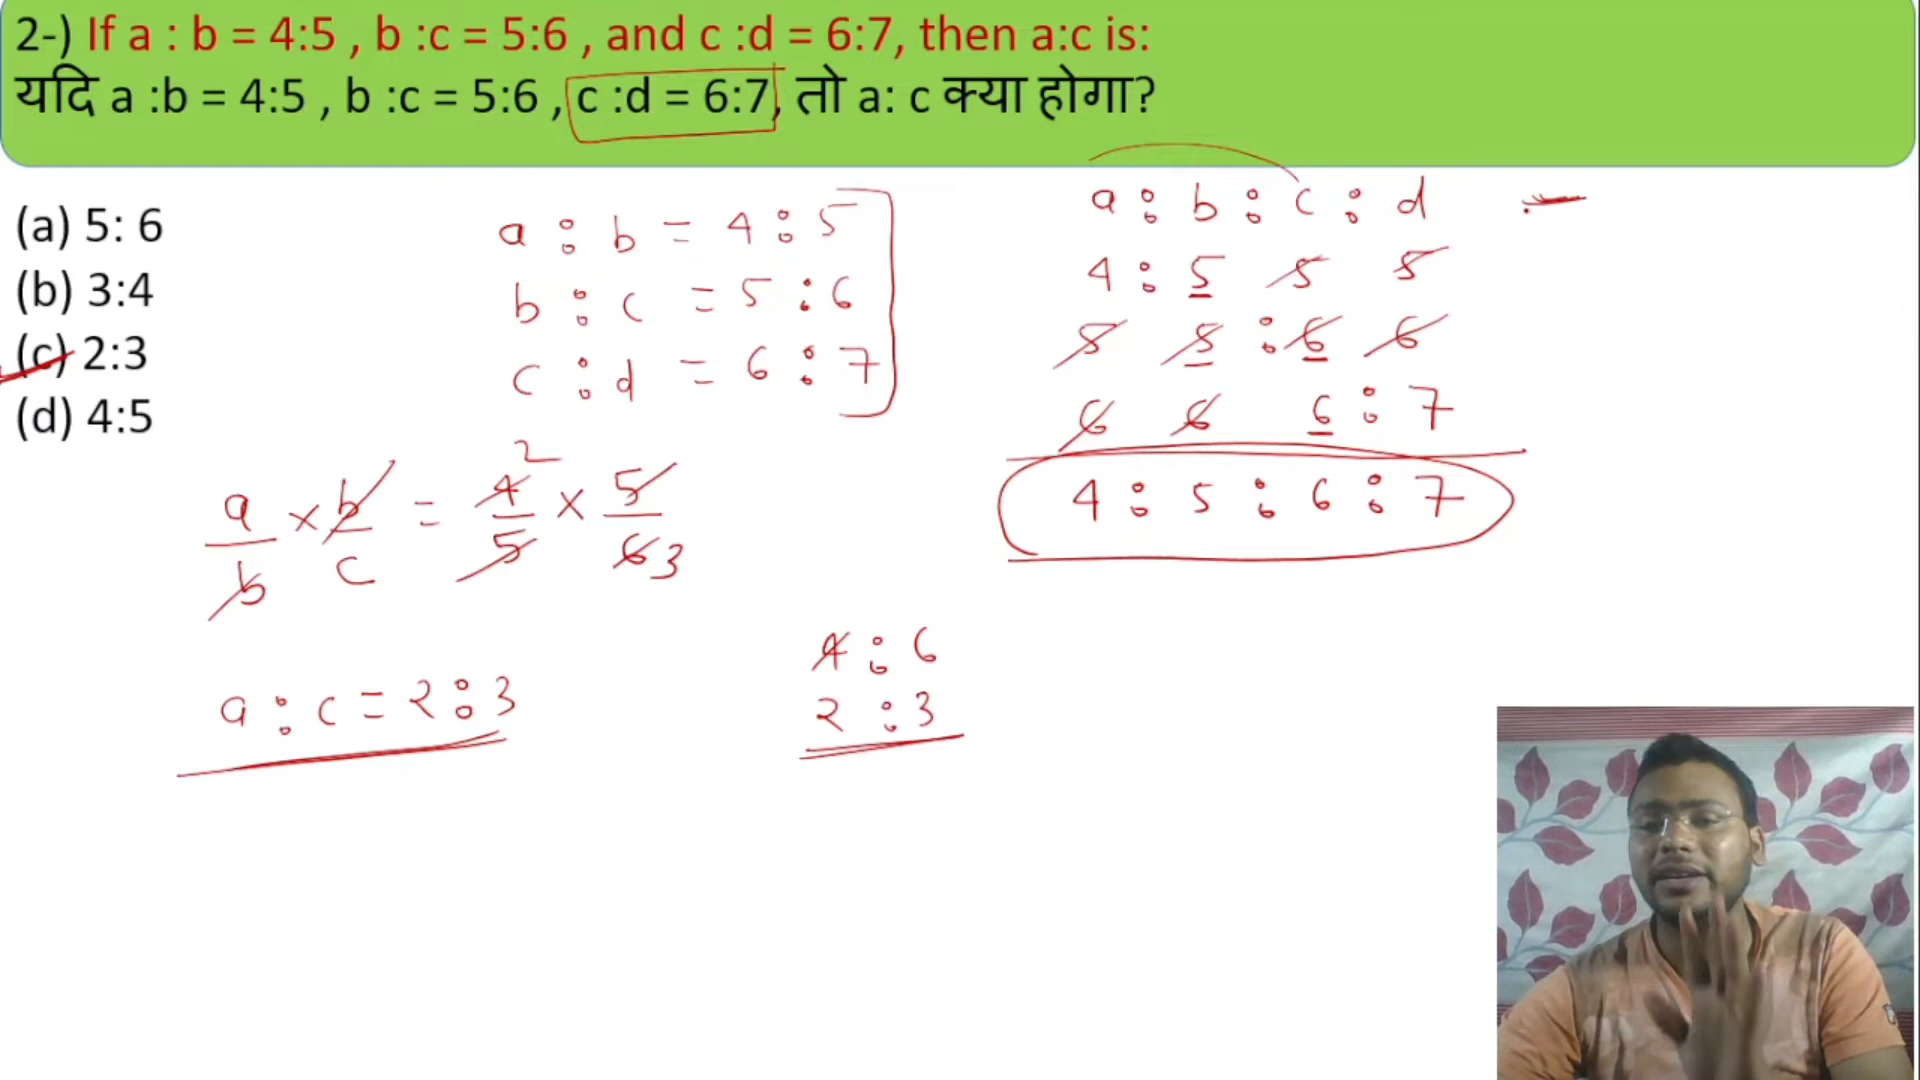 2-) If a : b = 4:5 , b :c = 5:6 , and c :d = 6:7, then a:c is:
यदि a :b = 4:5 , b :c = 5:6 , c :d = 6:7, तो a: c क्या होगा?
(a) 5: 6
(b) 3:4
(c) 2:3
(d) 4:5
a : b = 4 : 5
b : c = 5 : 6
c : d = 6 : 7
a/b × b/c = 4/5 × 5/6
2
3
a : c = 2 : 3
a : b : c : d
4 : 5 5 5
5 5 : 6 6
6 6 6 : 7
4 : 5 : 6 : 7
4 : 6
2 : 3